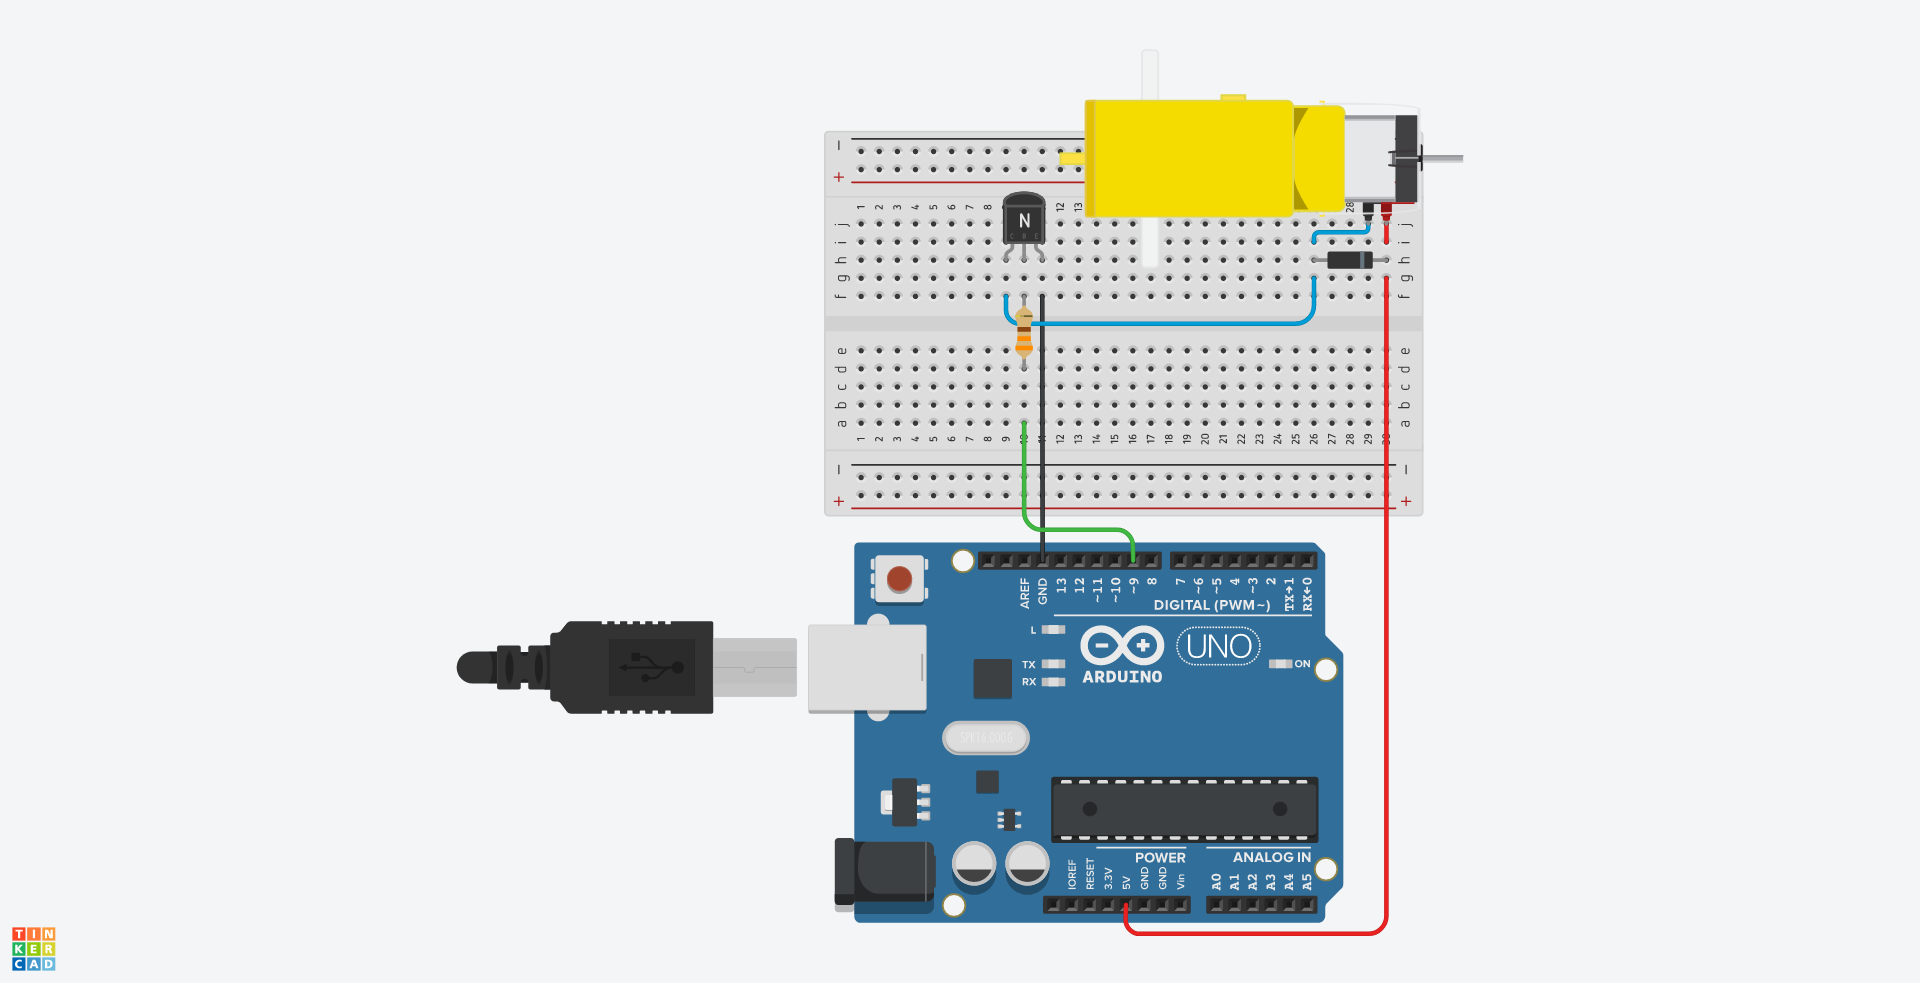 − 
+
1 2 3 4 5 6 7 8 12 13 28
N
C B E
j j
i i
h h
g g
f f
e e
d d
c c
b b
a a
1 2 3 4 5 6 7 8 9 10 11 12 13 14 15 16 17 18 19 20 21 22 23 24 25 26 27 28 29 30
− −
+ +
AREF GND 13 12 ~11 ~10 ~9 8 7 ~6 ~5 4 ~3 2 TX→1 RX←0
DIGITAL (PWM~)
L
TX
RX
ARDUINO
UNO
ON
SPK16.000G
POWER
ANALOG IN
IOREF RESET 3.3V 5V GND GND Vin A0 A1 A2 A3 A4 A5
TIN
KER
CAD